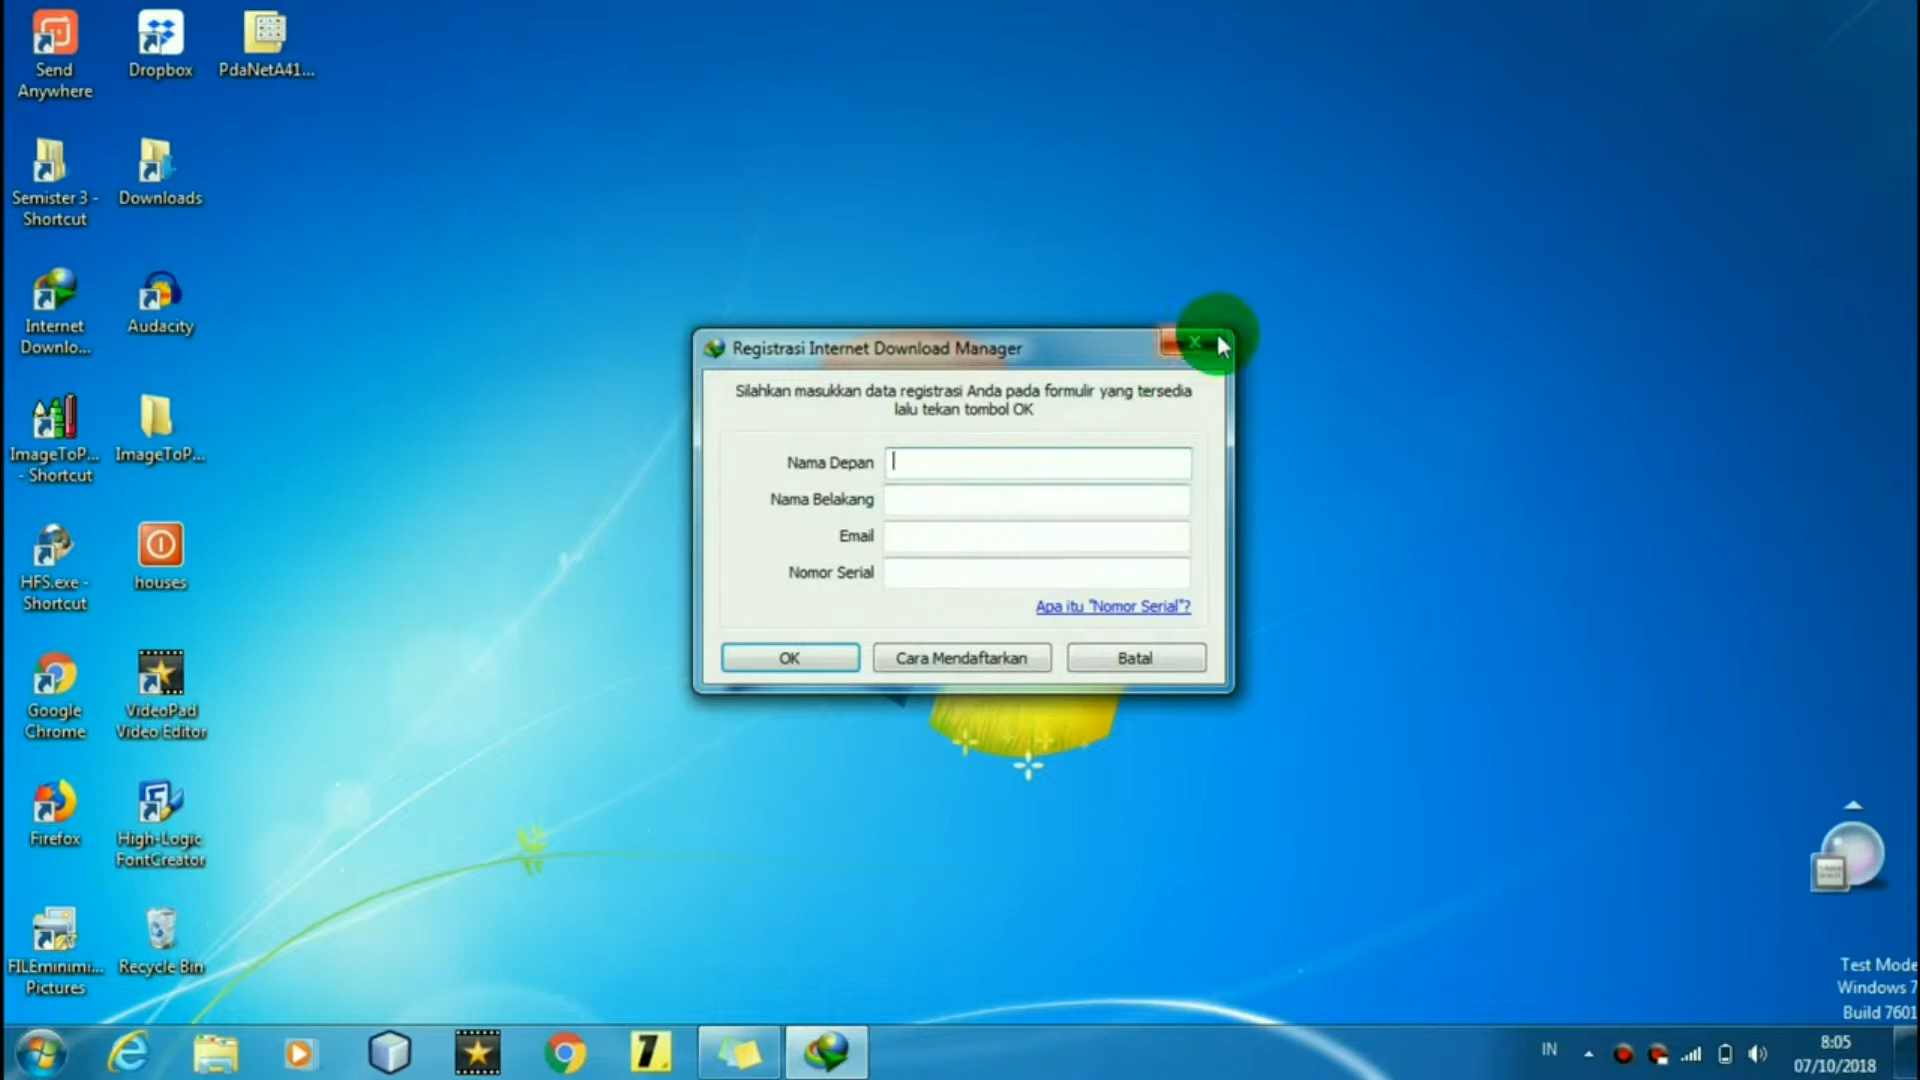 Send
Anywhere
Dropbox
PdaNetA41...
Semister 3 -
Shortcut
Downloads
Internet
Downlo...
Audacity
ImageToP...
- Shortcut
ImageToP...
HFS.exe -
Shortcut
houses
Google
Chrome
VideoPad
Video Editor
Firefox
High-Logic
FontCreator
FILEminimi...
Pictures
Recycle Bin
Registrasi Internet Download Manager
Silahkan masukkan data registrasi Anda pada formulir yang tersedia
lalu tekan tombol OK
Nama Depan
Nama Belakang
Email
Nomor Serial
Apa itu "Nomor Serial"?
OK
Cara Mendaftarkan
Batal
Test Mode
Windows 7
Build 7601
IN
8:05
07/10/2018